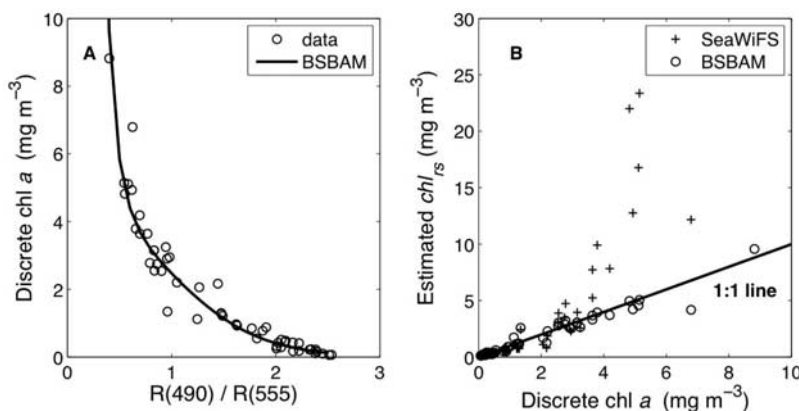 A
data
BSBAM
10
8
6
4
2
0
Discrete chl a (mg m−3)
0
1
2
3
R(490) / R(555)
B
SeaWiFS
BSBAM
30
25
20
15
10
5
0
Estimated chlrs (mg m−3)
1:1 line
0
2
4
6
8
10
Discrete chl a (mg m−3)